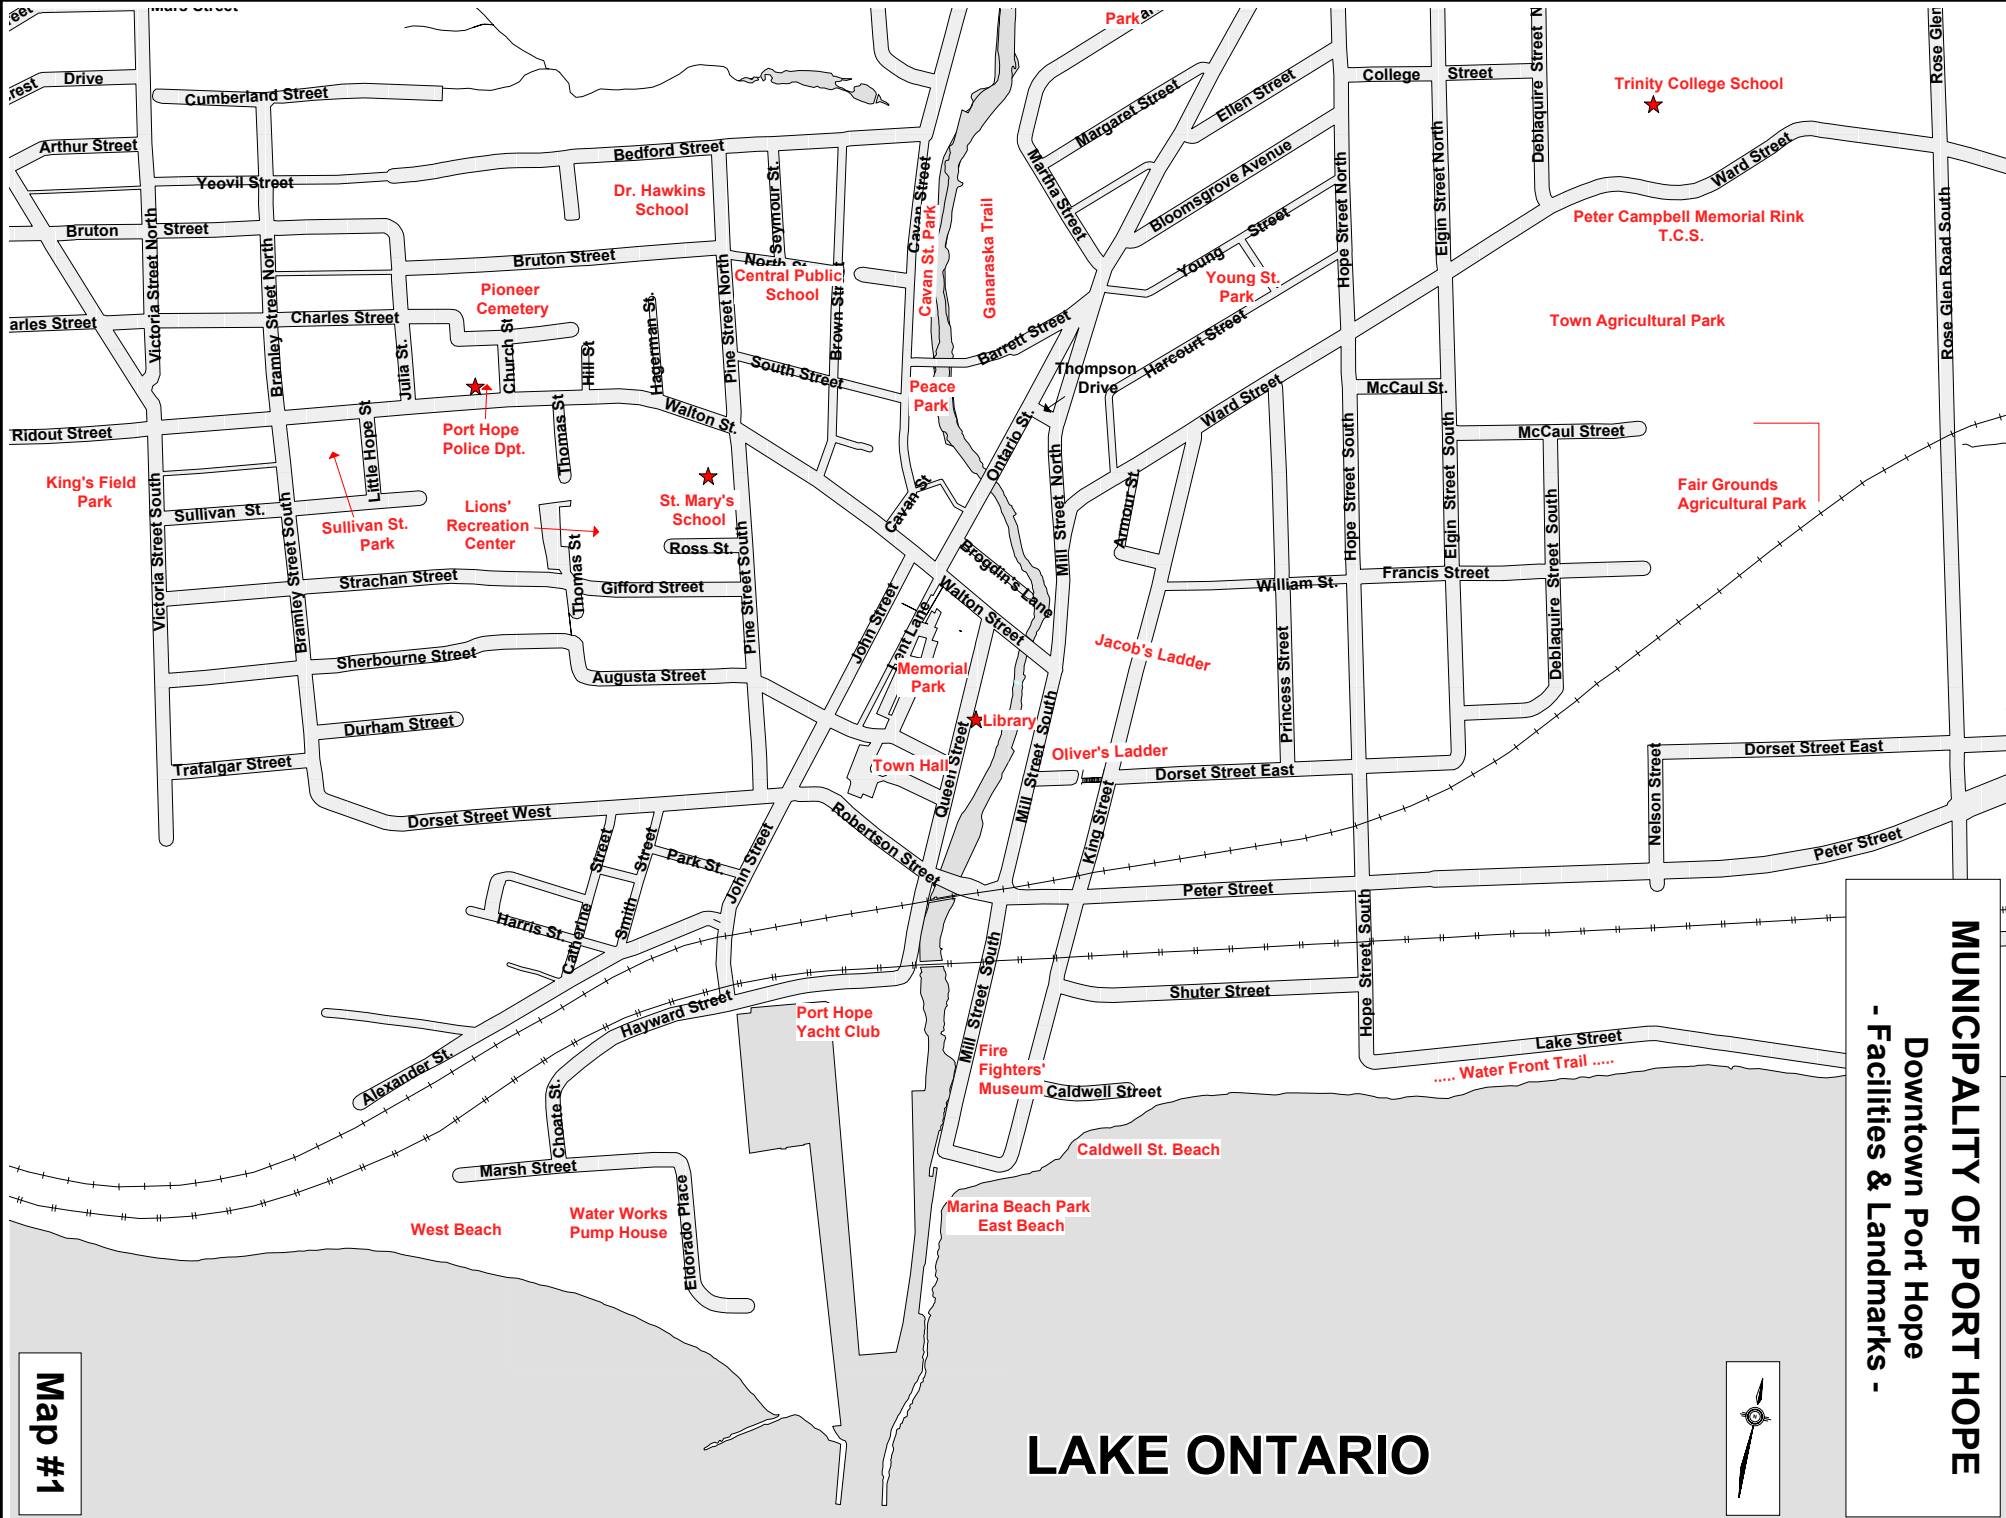 Mars Street
Park
Drive
Cumberland Street
Arthur Street
Yeovil Street
Bruton Street
Victoria Street North
Bramley Street North
Bedford Street
Dr. Hawkins
School
Seymour St.
Bruton Street
North St
Central Public
School
Pine Street North
Brown Str
Cavan Street
Cavan St. Park
Ganaraska Trail
Pioneer
Cemetery
Charles Street
arles Street
Julia St.
Church St
Hill St
Hagerman St.
South Street
Peace
Park
Barrett Street
Martha Street
Margaret Street
Ellen Street
Bloomsgrove Avenue
Young Street
Young St.
Park
Harcourt Street
Thompson
Drive
Hope Street North
College Street
Elgin Street North
Deblaquire Street N
Trinity College School
Ward Street
Rose Glen
Rose Glen Road South
Peter Campbell Memorial Rink
T.C.S.
Town Agricultural Park
McCaul St.
McCaul Street
Fair Grounds
Agricultural Park
Ward Street
Ridout Street
King's Field
Park
Little Hope St
Port Hope
Police Dpt.
Thomas St
Walton St.
St. Mary's
School
Sullivan St.
Sullivan St.
Park
Lions'
Recreation
Center
Ross St.
Victoria Street South
Bramley Street South
Strachan Street
Thomas St
Gifford Street
Pine Street South
Cavan St
Ontario St.
Mill Street North
Armour St.
Brogdin's Lane
Walton Street
John Street
Lent Lane
Memorial
Park
Sherbourne Street
Augusta Street
Durham Street
Trafalgar Street
Library
Town Hall
Queen Street
Mill Street South
Jacob's Ladder
Oliver's Ladder
William St.
Francis Street
Hope Street South
Elgin Street South
Deblaquire Street South
Princess Street
Dorset Street East
Dorset Street East
Nelson Street
Peter Street
Dorset Street West
Robertson Street
King Street
Peter Street
Catherine Street
Smith Street
Park St.
John Street
Harris St.
Alexander St.
Hayward Street
Choate St.
Marsh Street
Eldorado Place
West Beach
Water Works
Pump House
Port Hope
Yacht Club
Mill Street South
Fire
Fighters'
Museum
Caldwell Street
Caldwell St. Beach
Marina Beach Park
East Beach
Shuter Street
Hope Street South
Lake Street
..... Water Front Trail .....
LAKE ONTARIO
MUNICIPALITY OF PORT HOPE
Downtown Port Hope
- Facilities & Landmarks -
Map #1